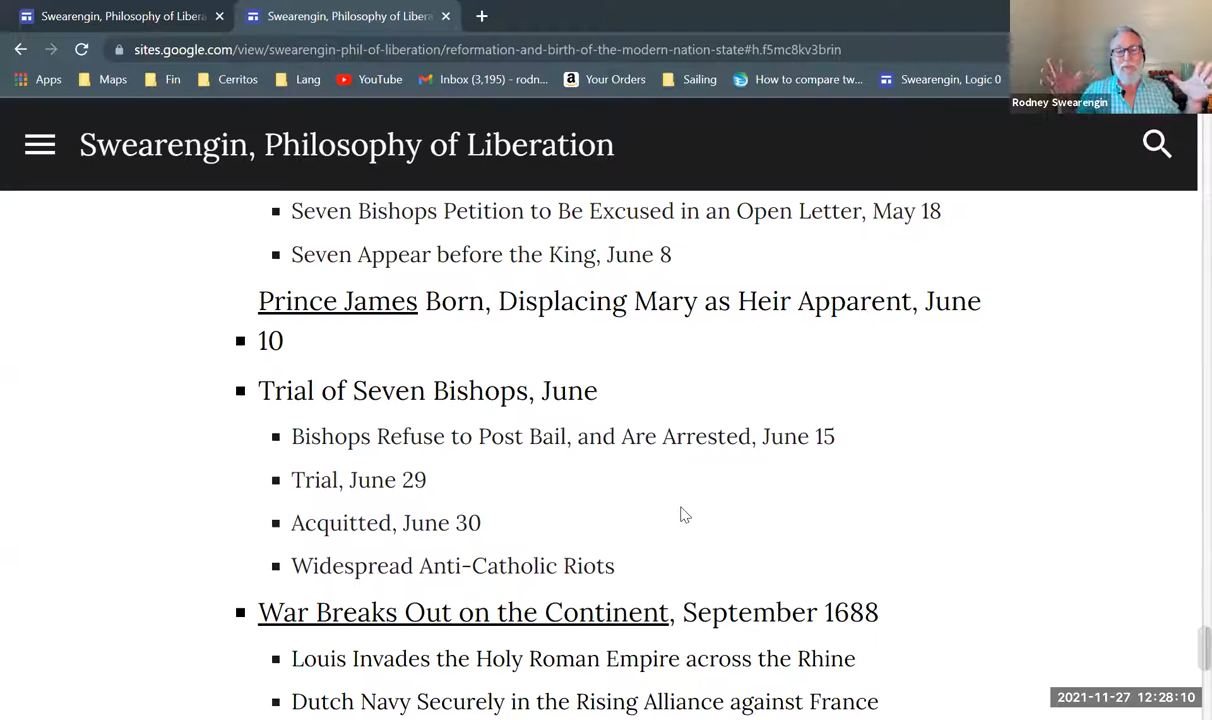 Swearengin, Philosophy of Libera
Swearengin, Philosophy of Libera
sites.google.com/view/swearengin-phil-of-liberation/reformation-and-birth-of-the-modern-nation-state#h.f5mc8kv3brin
Apps Maps Fin Cerritos Lang YouTube Inbox (3,195) - rodn... Your Orders Sailing How to compare tw... Swearengin, Logic 0
Rodney Swearengin
Swearengin, Philosophy of Liberation
Seven Bishops Petition to Be Excused in an Open Letter, May 18
Seven Appear before the King, June 8
Prince James Born, Displacing Mary as Heir Apparent, June
10
Trial of Seven Bishops, June
Bishops Refuse to Post Bail, and Are Arrested, June 15
Trial, June 29
Acquitted, June 30
Widespread Anti-Catholic Riots
War Breaks Out on the Continent, September 1688
Louis Invades the Holy Roman Empire across the Rhine
Dutch Navy Securely in the Rising Alliance against France
2021-11-27 12:28:10